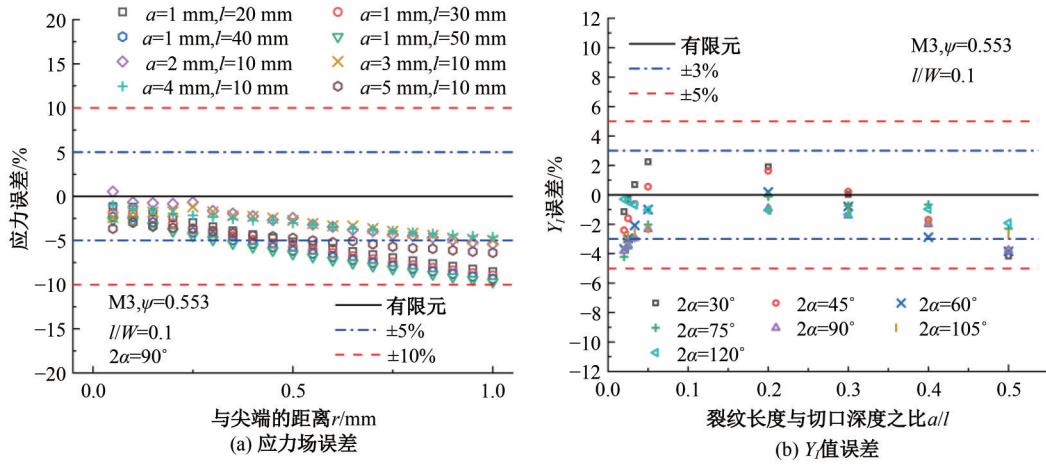 20
15
10
5
0
−5
−10
−15
−20
应力误差/%
a=1 mm,l=20 mm
a=1 mm,l=30 mm
a=1 mm,l=40 mm
a=1 mm,l=50 mm
a=2 mm,l=10 mm
a=3 mm,l=10 mm
a=4 mm,l=10 mm
a=5 mm,l=10 mm
M3,ψ=0.553
l/W=0.1
2α=90°
有限元
±5%
±10%
0.0
0.5
1.0
与尖端的距离r/mm
(a) 应力场误差
12
10
8
6
4
2
0
−2
−4
−6
−8
−10
−12
Y_I误差/%
有限元
±3%
±5%
M3,ψ=0.553
l/W=0.1
2α=30°
2α=45°
2α=60°
2α=75°
2α=90°
2α=105°
2α=120°
0.0
0.1
0.2
0.3
0.4
0.5
裂纹长度与切口深度之比a/l
(b) Y_I值误差